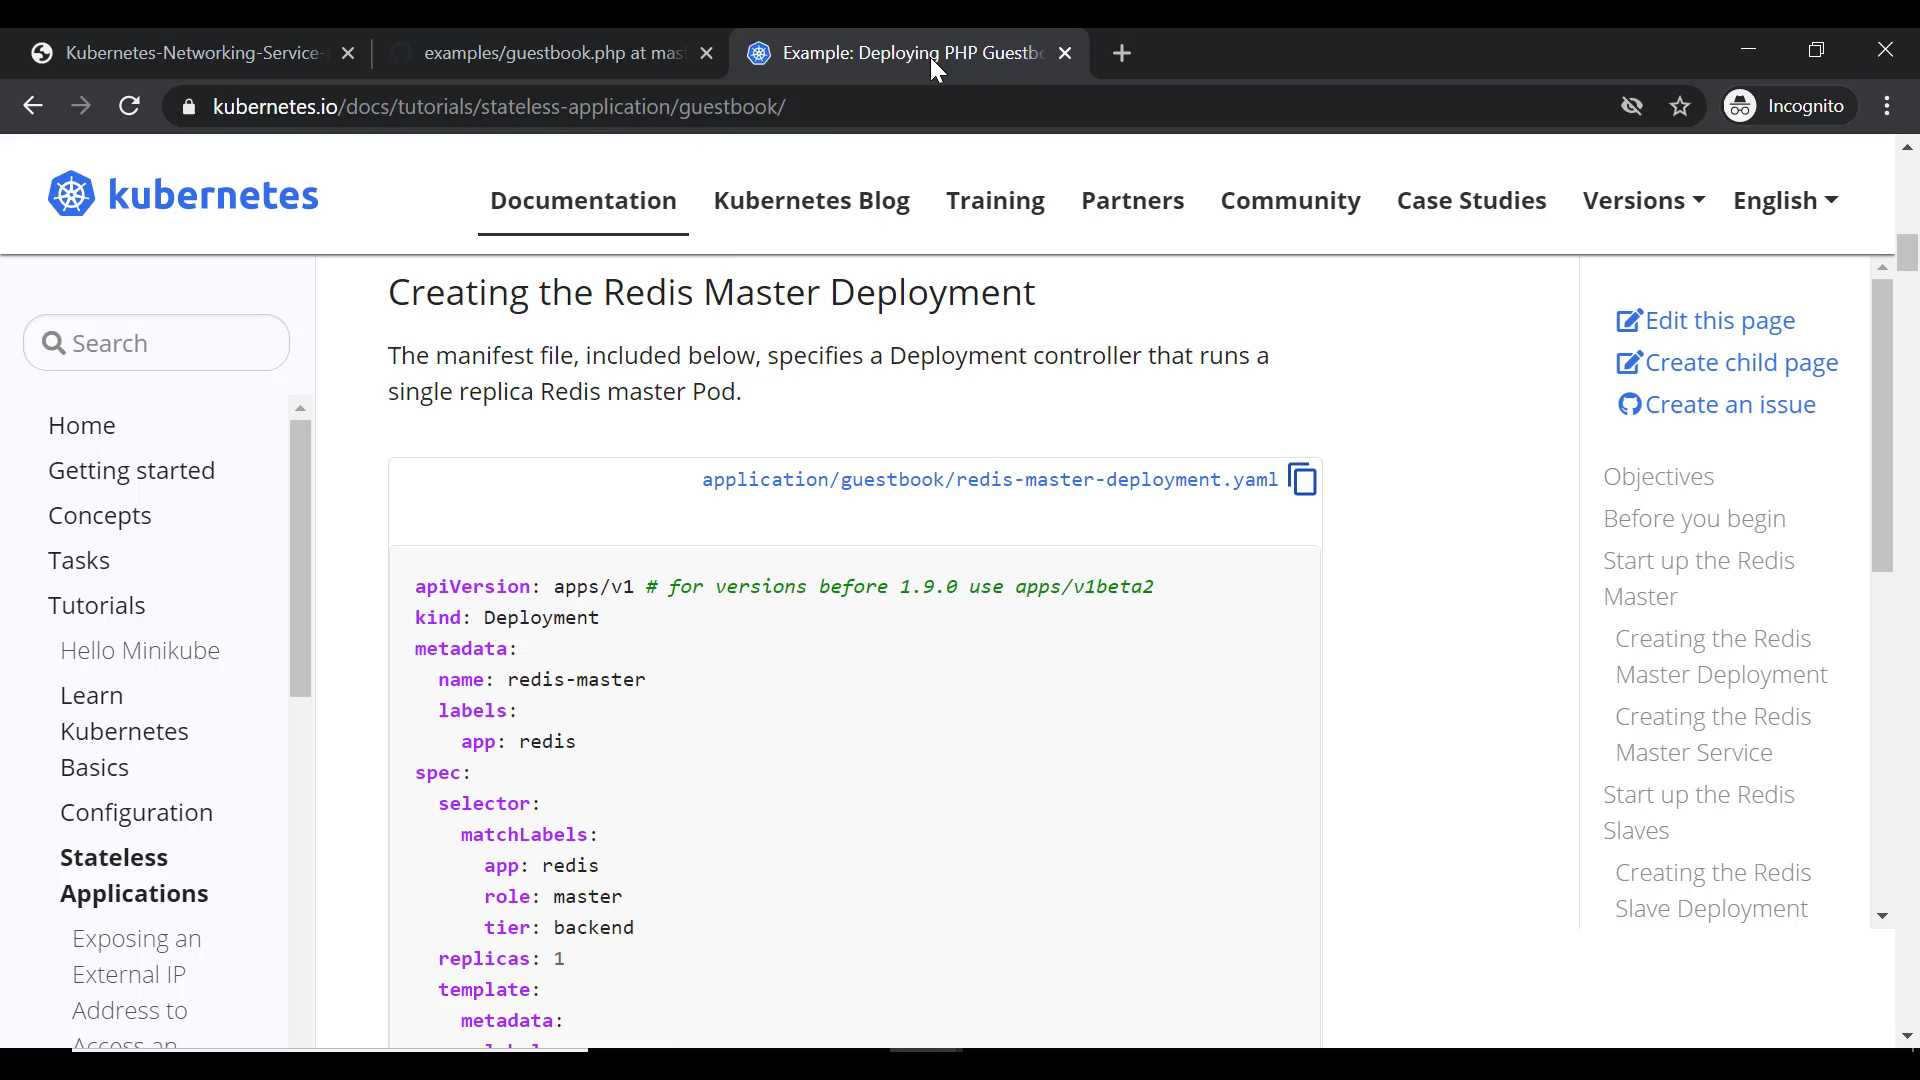 Kubernetes-Networking-Service-
examples/guestbook.php at mas
Example: Deploying PHP Guestbo
kubernetes.io/docs/tutorials/stateless-application/guestbook/
Incognito
kubernetes
Documentation
Kubernetes Blog
Training
Partners
Community
Case Studies
Versions
English
Search
Home
Getting started
Concepts
Tasks
Tutorials
Hello Minikube
Learn
Kubernetes
Basics
Configuration
Stateless
Applications
Exposing an
External IP
Address to
Access an
Creating the Redis Master Deployment
The manifest file, included below, specifies a Deployment controller that runs a
single replica Redis master Pod.
application/guestbook/redis-master-deployment.yaml
apiVersion: apps/v1 # for versions before 1.9.0 use apps/v1beta2
kind: Deployment
metadata:
name: redis-master
labels:
app: redis
spec:
selector:
matchLabels:
app: redis
role: master
tier: backend
replicas: 1
template:
metadata:
Edit this page
Create child page
Create an issue
Objectives
Before you begin
Start up the Redis
Master
Creating the Redis
Master Deployment
Creating the Redis
Master Service
Start up the Redis
Slaves
Creating the Redis
Slave Deployment